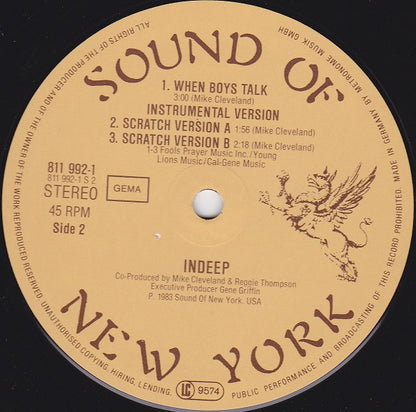 SOUND OF
1. WHEN BOYS TALK
3:00 (Mike Cleveland)
INSTRUMENTAL VERSION
2. SCRATCH VERSION A 1:56 (Mike Cleveland)
3. SCRATCH VERSION B 2:18 (Mike Cleveland)
1-3 Fools Prayer Music Inc./Young
Lions Music/Cal-Gene Music
811 992-1
811 992-1 S 2
STEREO
GEMA
45 RPM
Side 2
INDEEP
Co-Produced by Mike Cleveland & Reggie Thompson
Executive Producer Gene Griffin
P. 1983 Sound Of New York. USA
NEW YORK
LC 9574
ALL RIGHTS OF THE PRODUCER AND OF THE OWNER OF THE WORK REPRODUCED RESERVED. UNAUTHORISED COPYING, HIRING, LENDING, PUBLIC PERFORMANCE AND BROADCASTING OF THIS RECORD PROHIBITED. MADE IN GERMANY BY METRONOME MUSIK GMBH